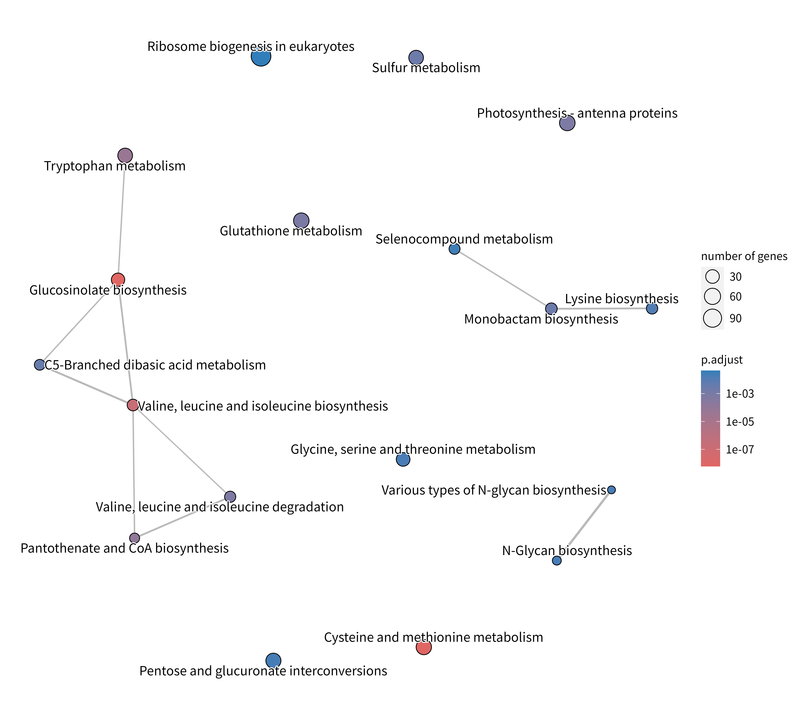 Ribosome biogenesis in eukaryotes
Sulfur metabolism
Photosynthesis - antenna proteins
Tryptophan metabolism
Glutathione metabolism
Selenocompound metabolism
number of genes
30
60
90
Glucosinolate biosynthesis
Lysine biosynthesis
Monobactam biosynthesis
p.adjust
1e-03
1e-05
1e-07
C5-Branched dibasic acid metabolism
Valine, leucine and isoleucine biosynthesis
Glycine, serine and threonine metabolism
Various types of N-glycan biosynthesis
Valine, leucine and isoleucine degradation
Pantothenate and CoA biosynthesis
N-Glycan biosynthesis
Cysteine and methionine metabolism
Pentose and glucuronate interconversions